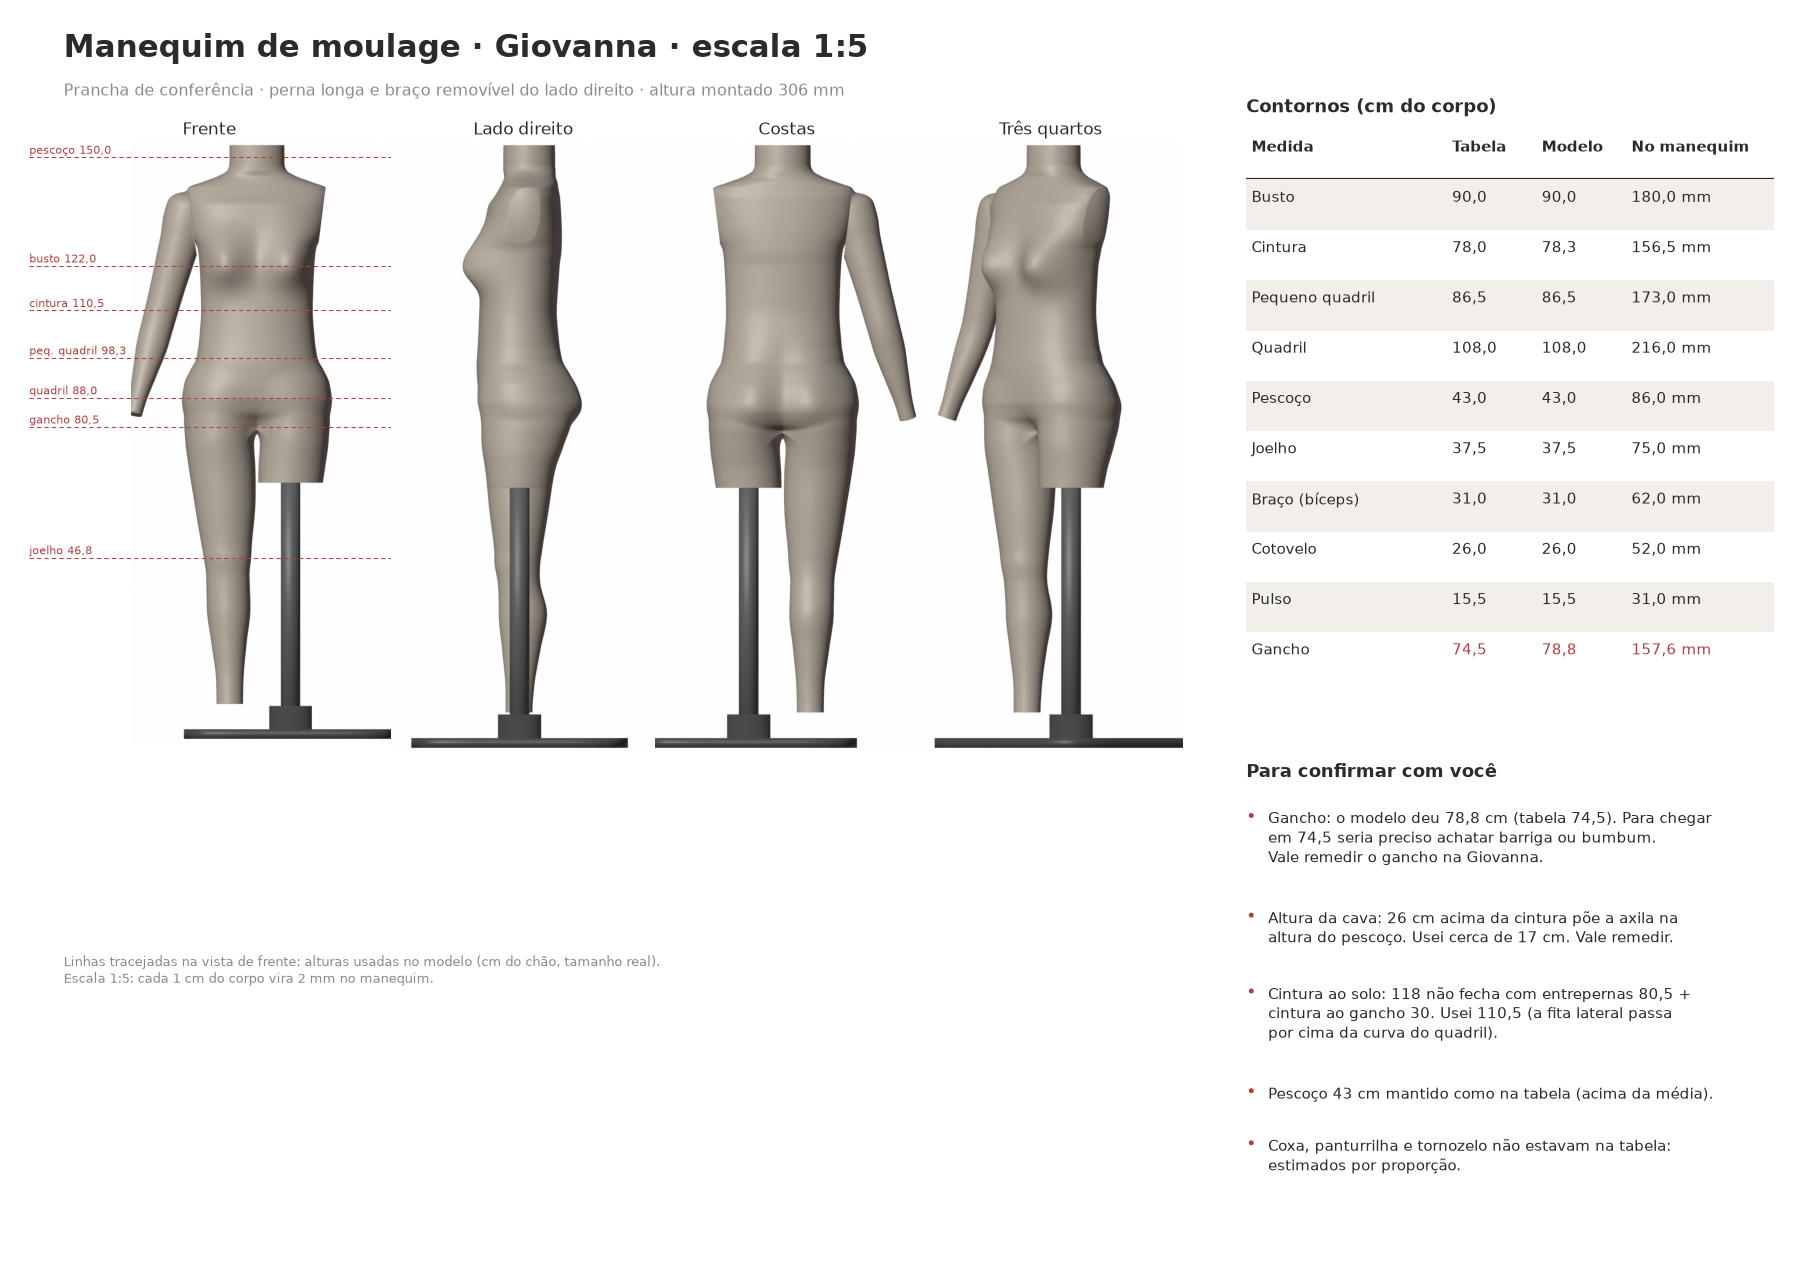 Manequim de moulage · Giovanna · escala 1:5
Prancha de conferência · perna longa e braço removível do lado direito · altura montado 306 mm
Frente
Lado direito
Costas
Três quartos
pescoço 150,0
busto 122,0
cintura 110,5
peq. quadril 98,3
quadril 88,0
gancho 80,5
joelho 46,8
Linhas tracejadas na vista de frente: alturas usadas no modelo (cm do chão, tamanho real).
Escala 1:5: cada 1 cm do corpo vira 2 mm no manequim.
Contornos (cm do corpo)
Medida Tabela Modelo No manequim
Busto 90,0 90,0 180,0 mm
Cintura 78,0 78,3 156,5 mm
Pequeno quadril 86,5 86,5 173,0 mm
Quadril 108,0 108,0 216,0 mm
Pescoço 43,0 43,0 86,0 mm
Joelho 37,5 37,5 75,0 mm
Braço (bíceps) 31,0 31,0 62,0 mm
Cotovelo 26,0 26,0 52,0 mm
Pulso 15,5 15,5 31,0 mm
Gancho 74,5 78,8 157,6 mm
Para confirmar com você
• Gancho: o modelo deu 78,8 cm (tabela 74,5). Para chegar
em 74,5 seria preciso achatar barriga ou bumbum.
Vale remedir o gancho na Giovanna.
• Altura da cava: 26 cm acima da cintura põe a axila na
altura do pescoço. Usei cerca de 17 cm. Vale remedir.
• Cintura ao solo: 118 não fecha com entrepernas 80,5 +
cintura ao gancho 30. Usei 110,5 (a fita lateral passa
por cima da curva do quadril).
• Pescoço 43 cm mantido como na tabela (acima da média).
• Coxa, panturrilha e tornozelo não estavam na tabela:
estimados por proporção.